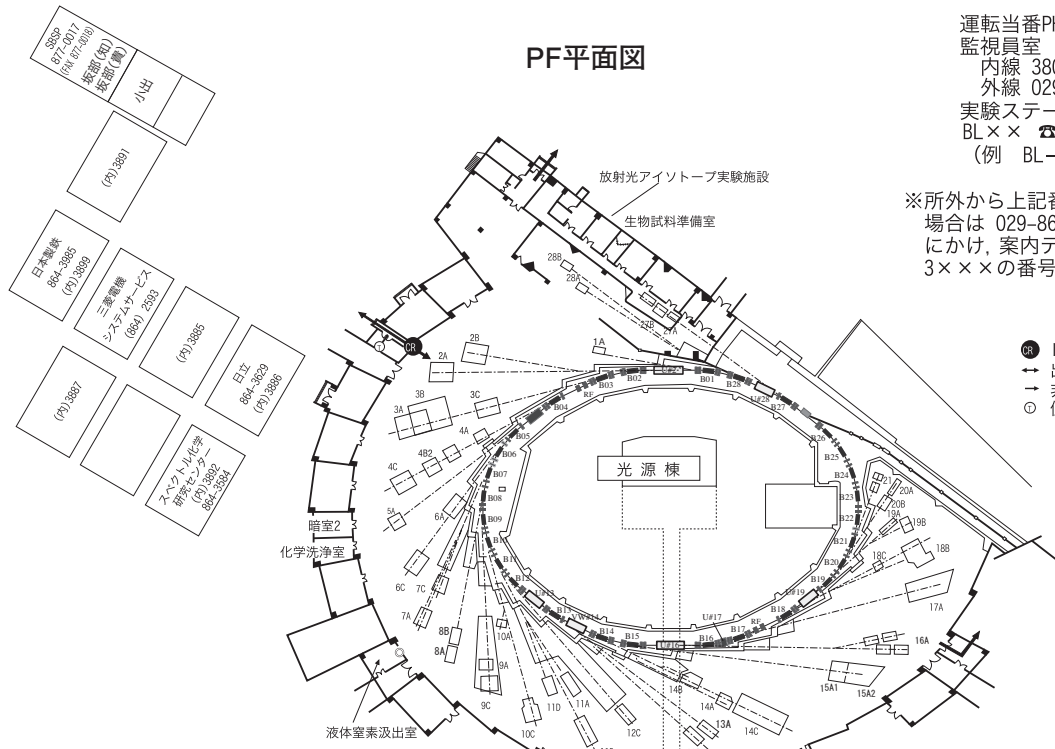 PF平面図
SBSP
877-0017
(FAX 877-0018)
坂部(知)
坂部(貴)
小出
(内)3891
日本製鉄
864-3985
(内)3899
三菱電機
システムサービス
(864) 2593
(内)3885
日立
864-3629
(内)3886
(内)3887
スペクトル化学
研究センター
(内)3892
864-3584
運転当番PH
監視員室
内線 380
外線 029
実験ステー
BL×× ☎
(例 BL-
※所外から上記番
場合は 029-86
にかけ, 案内テ
3×××の番号
CR
T
放射光アイソトープ実験施設
生物試料準備室
28B
28A
27B
27A
1A
2B
2A
3B
3A
3C
4A
4B2
4C
5A
6A
6C
7C
7A
8B
8A
9A
9C
10A
10C
11D
11A
12C
13A
14B
14A
14C
15A1
15A2
16A
17A
18B
18C
19B
19A
20B
20A
21
CR
T
暗室2
化学洗浄室
液体窒素汲出室
光源棟
B01
B28
U#28
B27
B26
B25
B24
B23
B22
B21
B20
B19
U#19
B18
RF
B17
U#17
B16
U#16
B15
B14
VW#14
B13
U#13
B12
B11
B10
B09
B08
B07
B06
B05
B04
RF
B03
B02